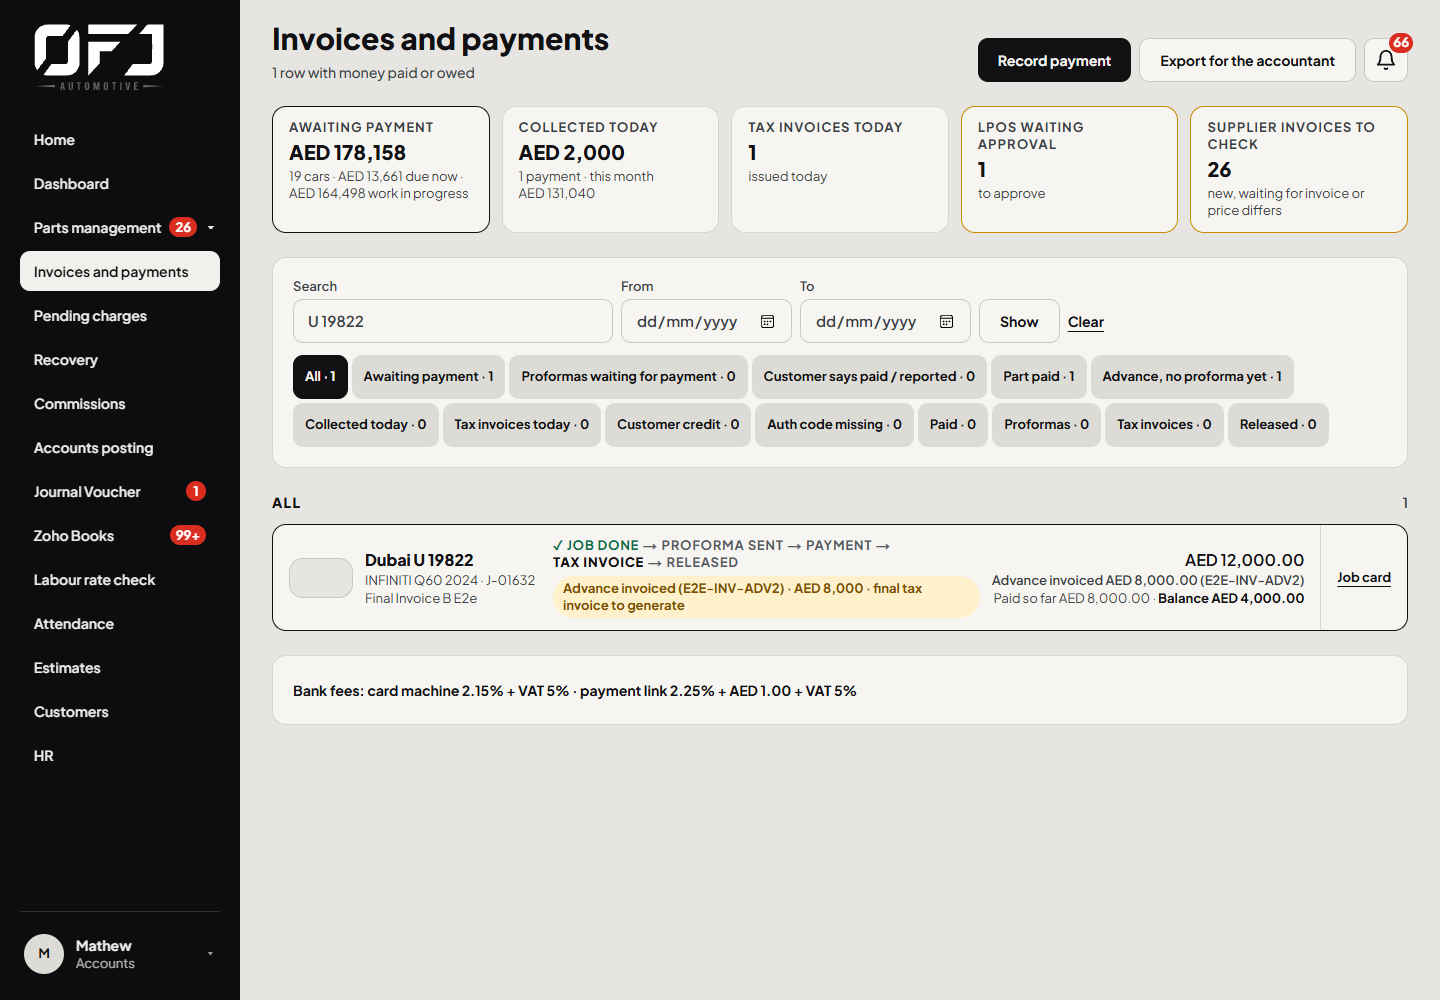 OFJ
AUTOMOTIVE
Home
Dashboard
Parts management 26
Invoices and payments
Pending charges
Recovery
Commissions
Accounts posting
Journal Voucher 1
Zoho Books 99+
Labour rate check
Attendance
Estimates
Customers
HR
M
Mathew
Accounts
Invoices and payments
1 row with money paid or owed
Record payment
Export for the accountant
66
AWAITING PAYMENT
AED 178,158
19 cars · AED 13,661 due now ·
AED 164,498 work in progress
COLLECTED TODAY
AED 2,000
1 payment · this month
AED 131,040
TAX INVOICES TODAY
1
issued today
LPOS WAITING
APPROVAL
1
to approve
SUPPLIER INVOICES TO
CHECK
26
new, waiting for invoice or
price differs
Search
From
To
U 19822
dd/mm/yyyy
dd/mm/yyyy
Show
Clear
All · 1
Awaiting payment · 1
Proformas waiting for payment · 0
Customer says paid / reported · 0
Part paid · 1
Advance, no proforma yet · 1
Collected today · 0
Tax invoices today · 0
Customer credit · 0
Auth code missing · 0
Paid · 0
Proformas · 0
Tax invoices · 0
Released · 0
ALL
1
Dubai U 19822
INFINITI Q60 2024 · J-01632
Final Invoice B E2e
✓ JOB DONE → PROFORMA SENT → PAYMENT →
TAX INVOICE → RELEASED
Advance invoiced (E2E-INV-ADV2) · AED 8,000 · final tax
invoice to generate
AED 12,000.00
Advance invoiced AED 8,000.00 (E2E-INV-ADV2)
Paid so far AED 8,000.00 · Balance AED 4,000.00
Job card
Bank fees: card machine 2.15% + VAT 5% · payment link 2.25% + AED 1.00 + VAT 5%